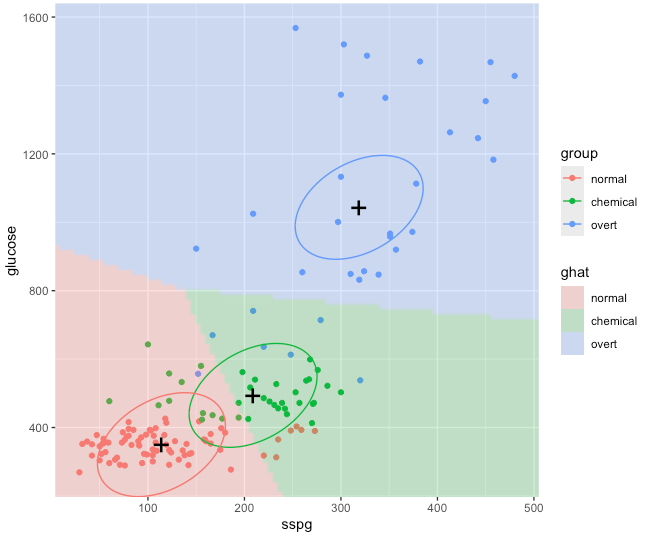 1600
1200
800
400
glucose
100
200
300
400
500
sspg
group
normal
chemical
overt
ghat
normal
chemical
overt